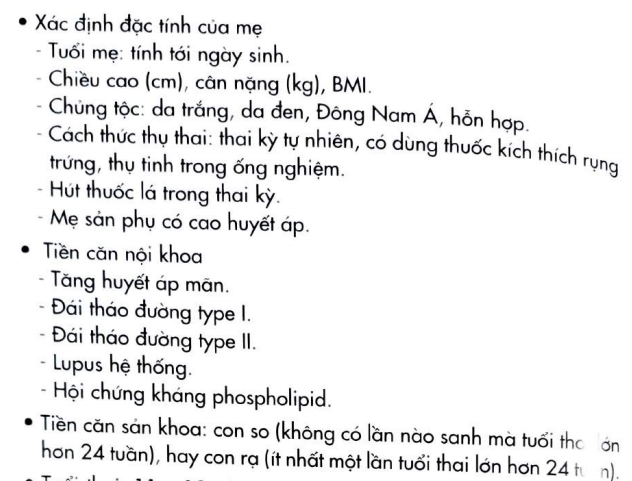 • Xác định đặc tính của mẹ
- Tuổi mẹ: tính tới ngày sinh.
- Chiều cao (cm), cân nặng (kg), BMI.
- Chủng tộc: da trắng, da đen, Đông Nam Á, hỗn hợp.
- Cách thức thụ thai: thai kỳ tự nhiên, có dùng thuốc kích thích rụng
trứng, thụ tinh trong ống nghiệm.
- Hút thuốc lá trong thai kỳ.
- Mẹ sản phụ có cao huyết áp.
• Tiền căn nội khoa
- Tăng huyết áp mãn.
- Đái tháo đường type I.
- Đái tháo đường type II.
- Lupus hệ thống.
- Hội chứng kháng phospholipid.
• Tiền căn sản khoa: con so (không có lần nào sanh mà tuổi
hơn 24 tuần), hay con rạ (ít nhất một lần tuổi thai lớn hơn 24